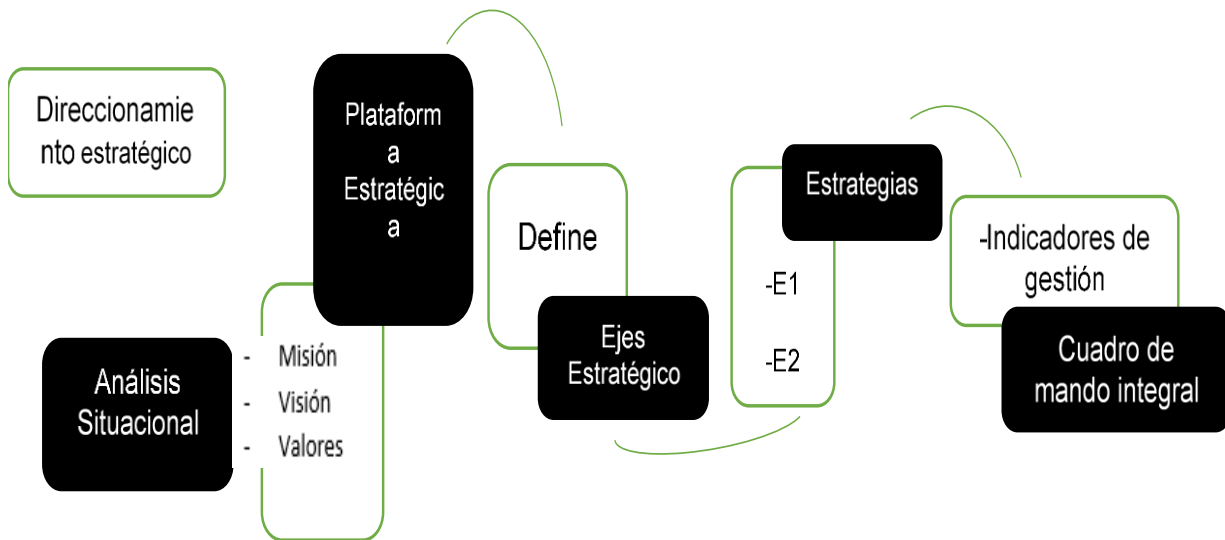 Direccionamie
nto estratégico
Análisis
Situacional
Plataform
a
Estratégic
a
- Misión
- Visión
- Valores
Define
Ejes
Estratégico
Estrategias
-E1
-E2
-Indicadores de
gestión
Cuadro de
mando integral